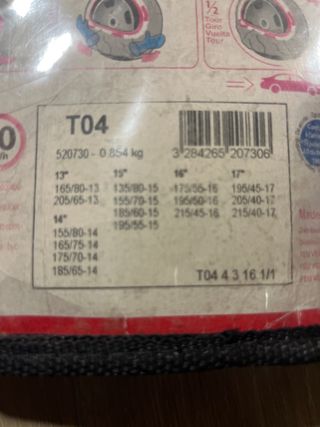 1/2
Tour
Giro
Vuelta
Tour
T04
520730 - 0.854 kg
3 284265 207306
13"
165/80-13
205/65-13
14"
155/80-14
165/75-14
175/70-14
185/65-14
15"
135/80-15
155/70-15
185/60-15
195/55-15
16"
175/55-16
195/50-16
215/45-16
17"
195/45-17
205/40-17
215/40-17
T04 4 3 16 1/1